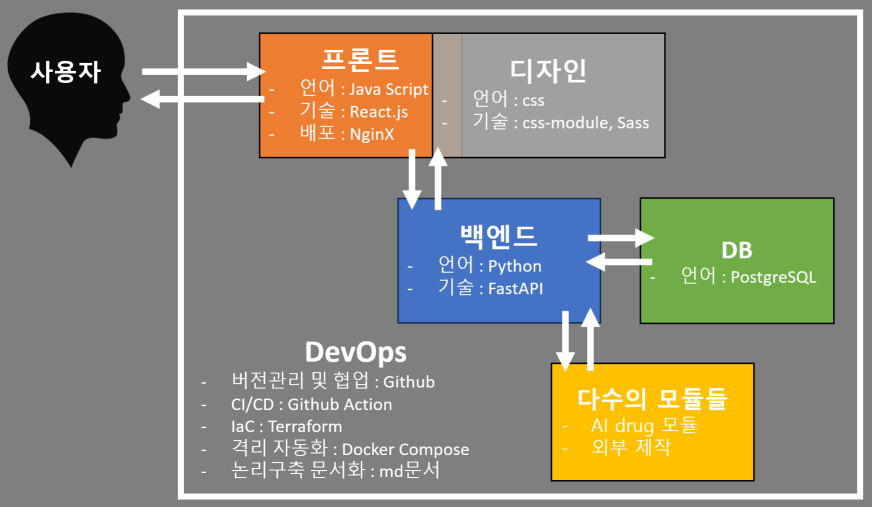 사용자
프론트
- 언어 : Java Script
- 기술 : React.js
- 배포 : NginX
디자인
- 언어 : css
- 기술 : css-module, Sass
백엔드
- 언어 : Python
- 기술 : FastAPI
DB
- 언어 : PostgreSQL
DevOps
- 버전관리 및 협업 : Github
- CI/CD : Github Action
- IaC : Terraform
- 격리 자동화 : Docker Compose
- 논리구축 문서화 : md문서
다수의 모듈들
- AI drug 모듈
- 외부 제작